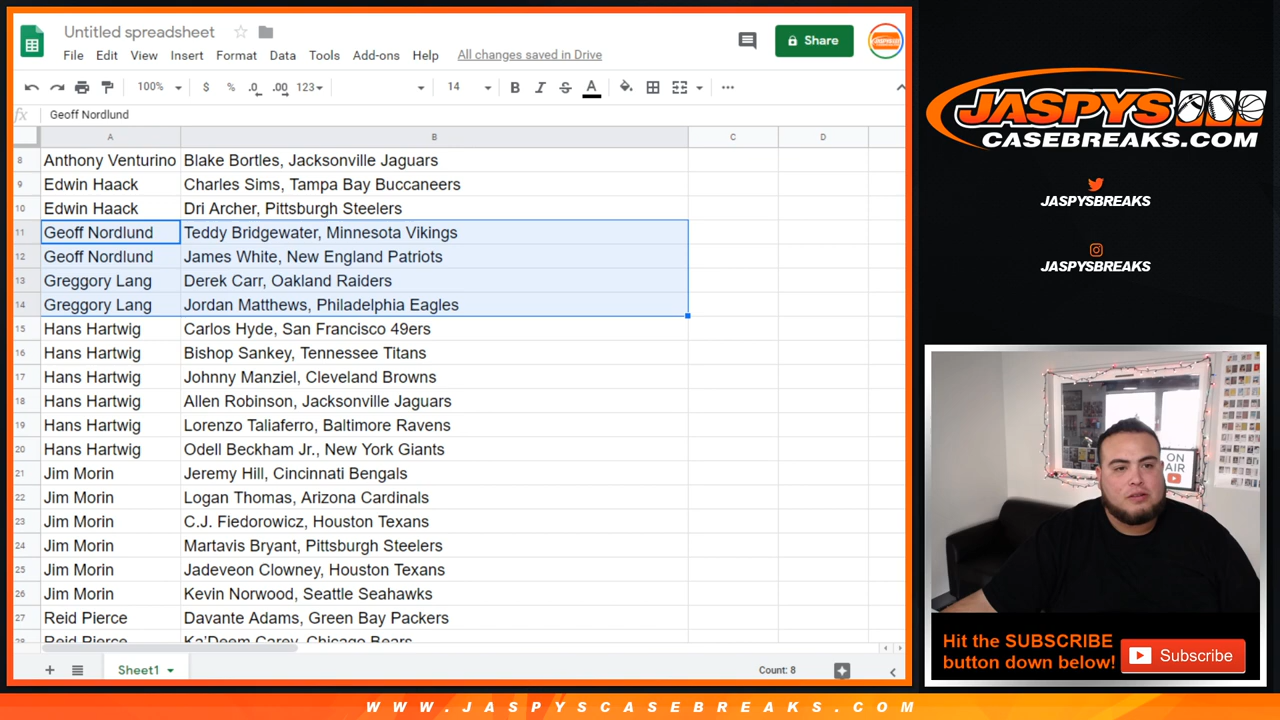 Untitled spreadsheet
File Edit View Insert Format Data Tools Add-ons Help All changes saved in Drive
Share
100% $ % .0 .00 123 14 B I S A
fx Geoff Nordlund
A B C D
8 Anthony Venturino Blake Bortles, Jacksonville Jaguars
9 Edwin Haack Charles Sims, Tampa Bay Buccaneers
10 Edwin Haack Dri Archer, Pittsburgh Steelers
11 Geoff Nordlund Teddy Bridgewater, Minnesota Vikings
12 Geoff Nordlund James White, New England Patriots
13 Greggory Lang Derek Carr, Oakland Raiders
14 Greggory Lang Jordan Matthews, Philadelphia Eagles
15 Hans Hartwig Carlos Hyde, San Francisco 49ers
16 Hans Hartwig Bishop Sankey, Tennessee Titans
17 Hans Hartwig Johnny Manziel, Cleveland Browns
18 Hans Hartwig Allen Robinson, Jacksonville Jaguars
19 Hans Hartwig Lorenzo Taliaferro, Baltimore Ravens
20 Hans Hartwig Odell Beckham Jr., New York Giants
21 Jim Morin Jeremy Hill, Cincinnati Bengals
22 Jim Morin Logan Thomas, Arizona Cardinals
23 Jim Morin C.J. Fiedorowicz, Houston Texans
24 Jim Morin Martavis Bryant, Pittsburgh Steelers
25 Jim Morin Jadeveon Clowney, Houston Texans
26 Jim Morin Kevin Norwood, Seattle Seahawks
27 Reid Pierce Davante Adams, Green Bay Packers
28 Reid Pierce Ka'Deem Carey, Chicago Bears
Sheet1 Count: 8
JASPYS
CASEBREAKS.COM
JASPYSBREAKS
JASPYSBREAKS
ON
AIR
Hit the SUBSCRIBE
button down below!
Subscribe
WWW.JASPYSCASEBREAKS.COM